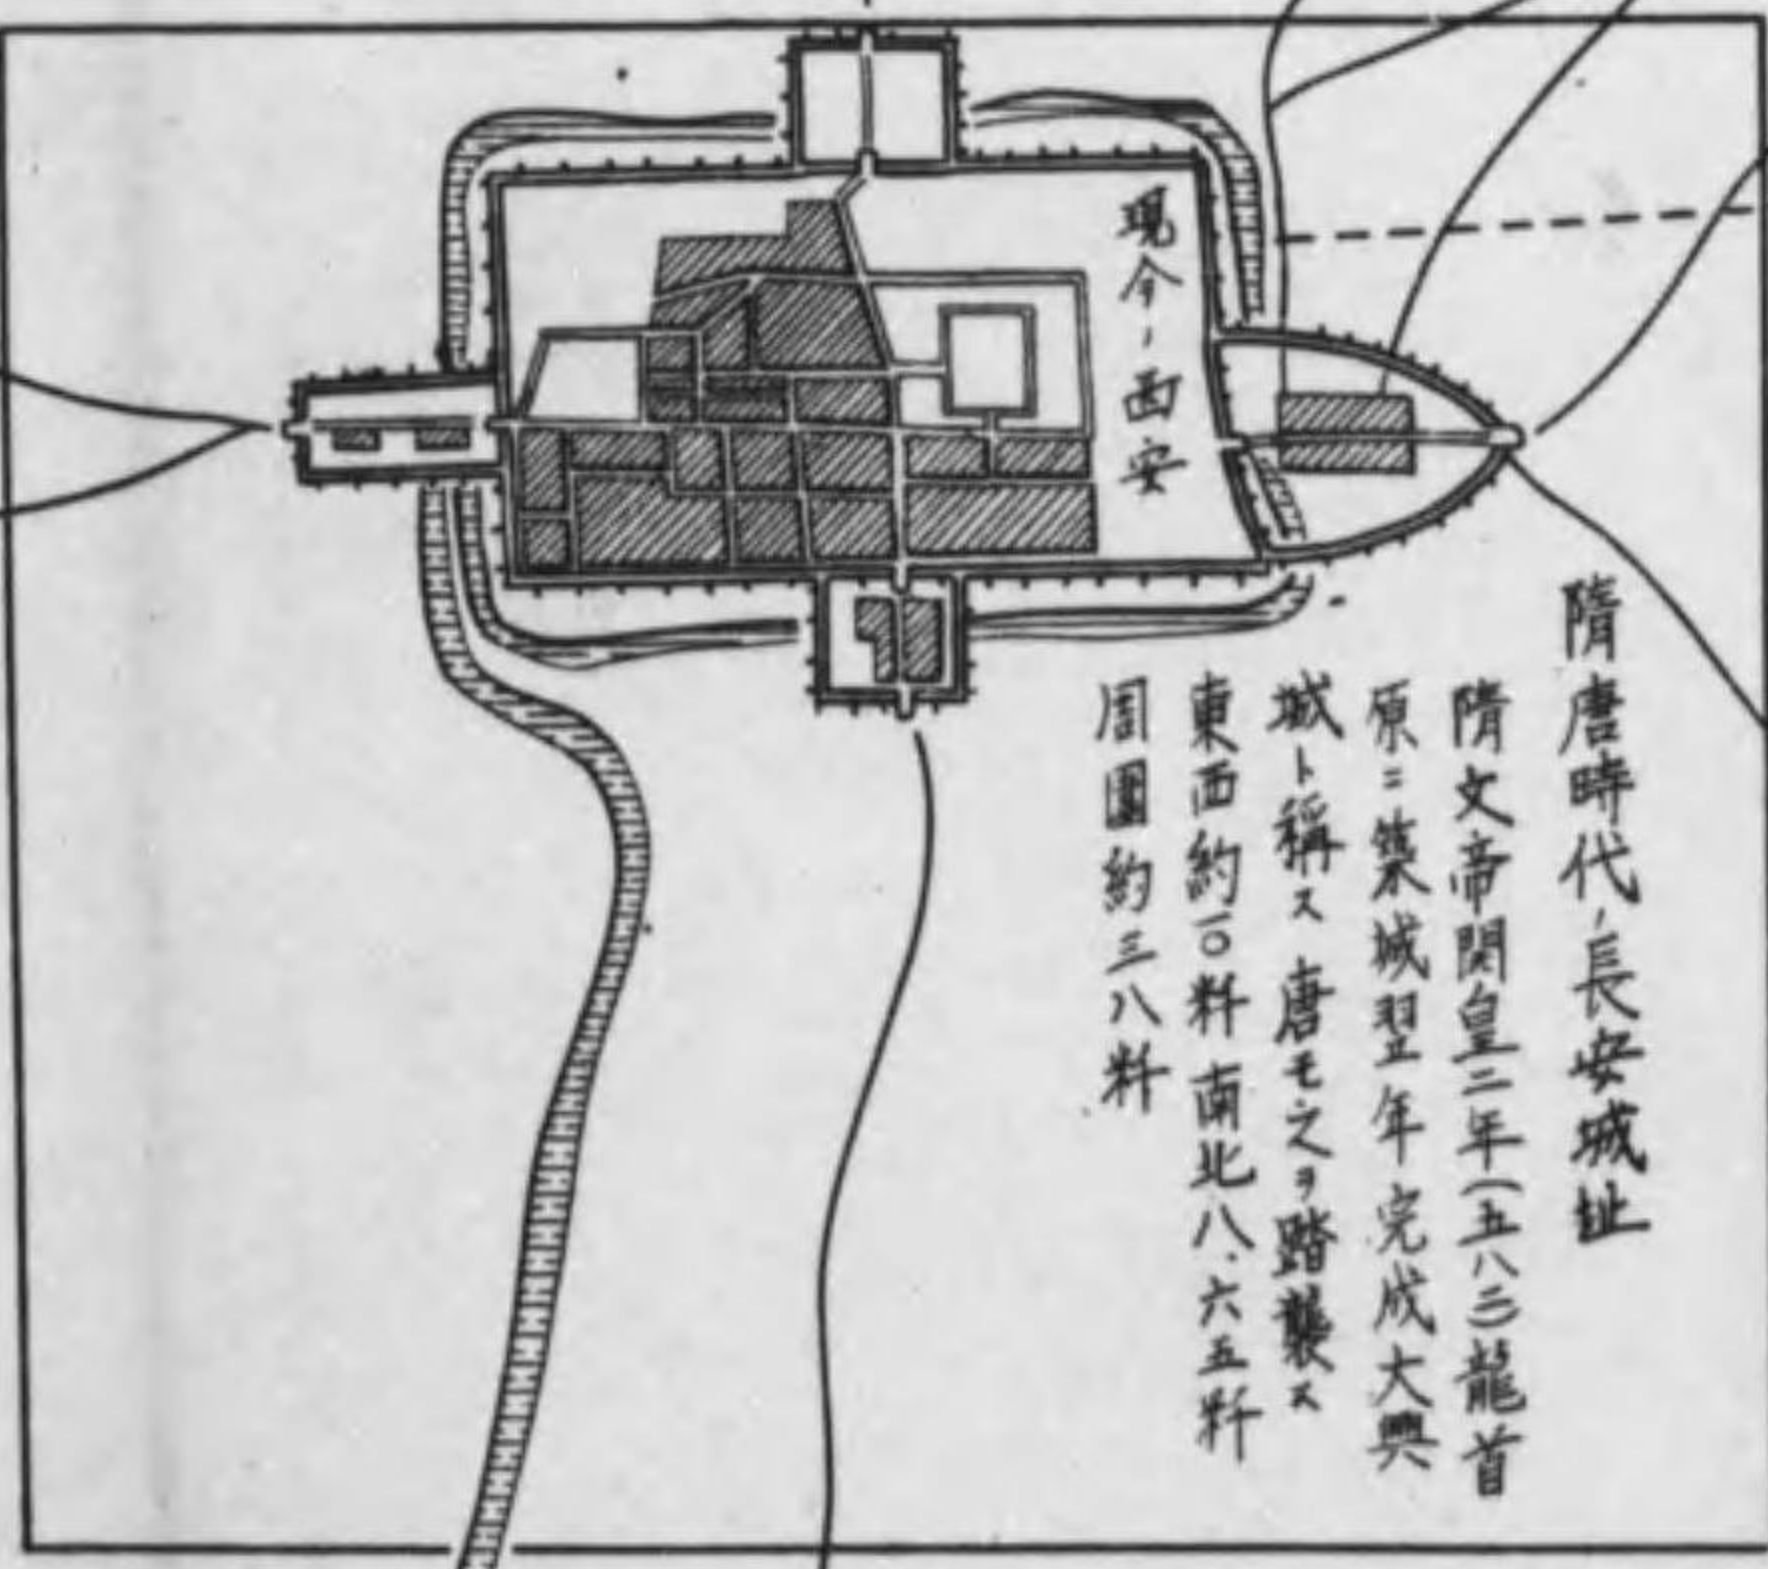 現今ノ西安
隋唐時代ノ長安城址
隋文帝開皇二年(五八二)龍首
原ニ築城翌年完成大興
城ト稱ス 唐モ之ヲ踏襲ス
東西約一〇粁 南北八.六五粁
周圍約三八粁